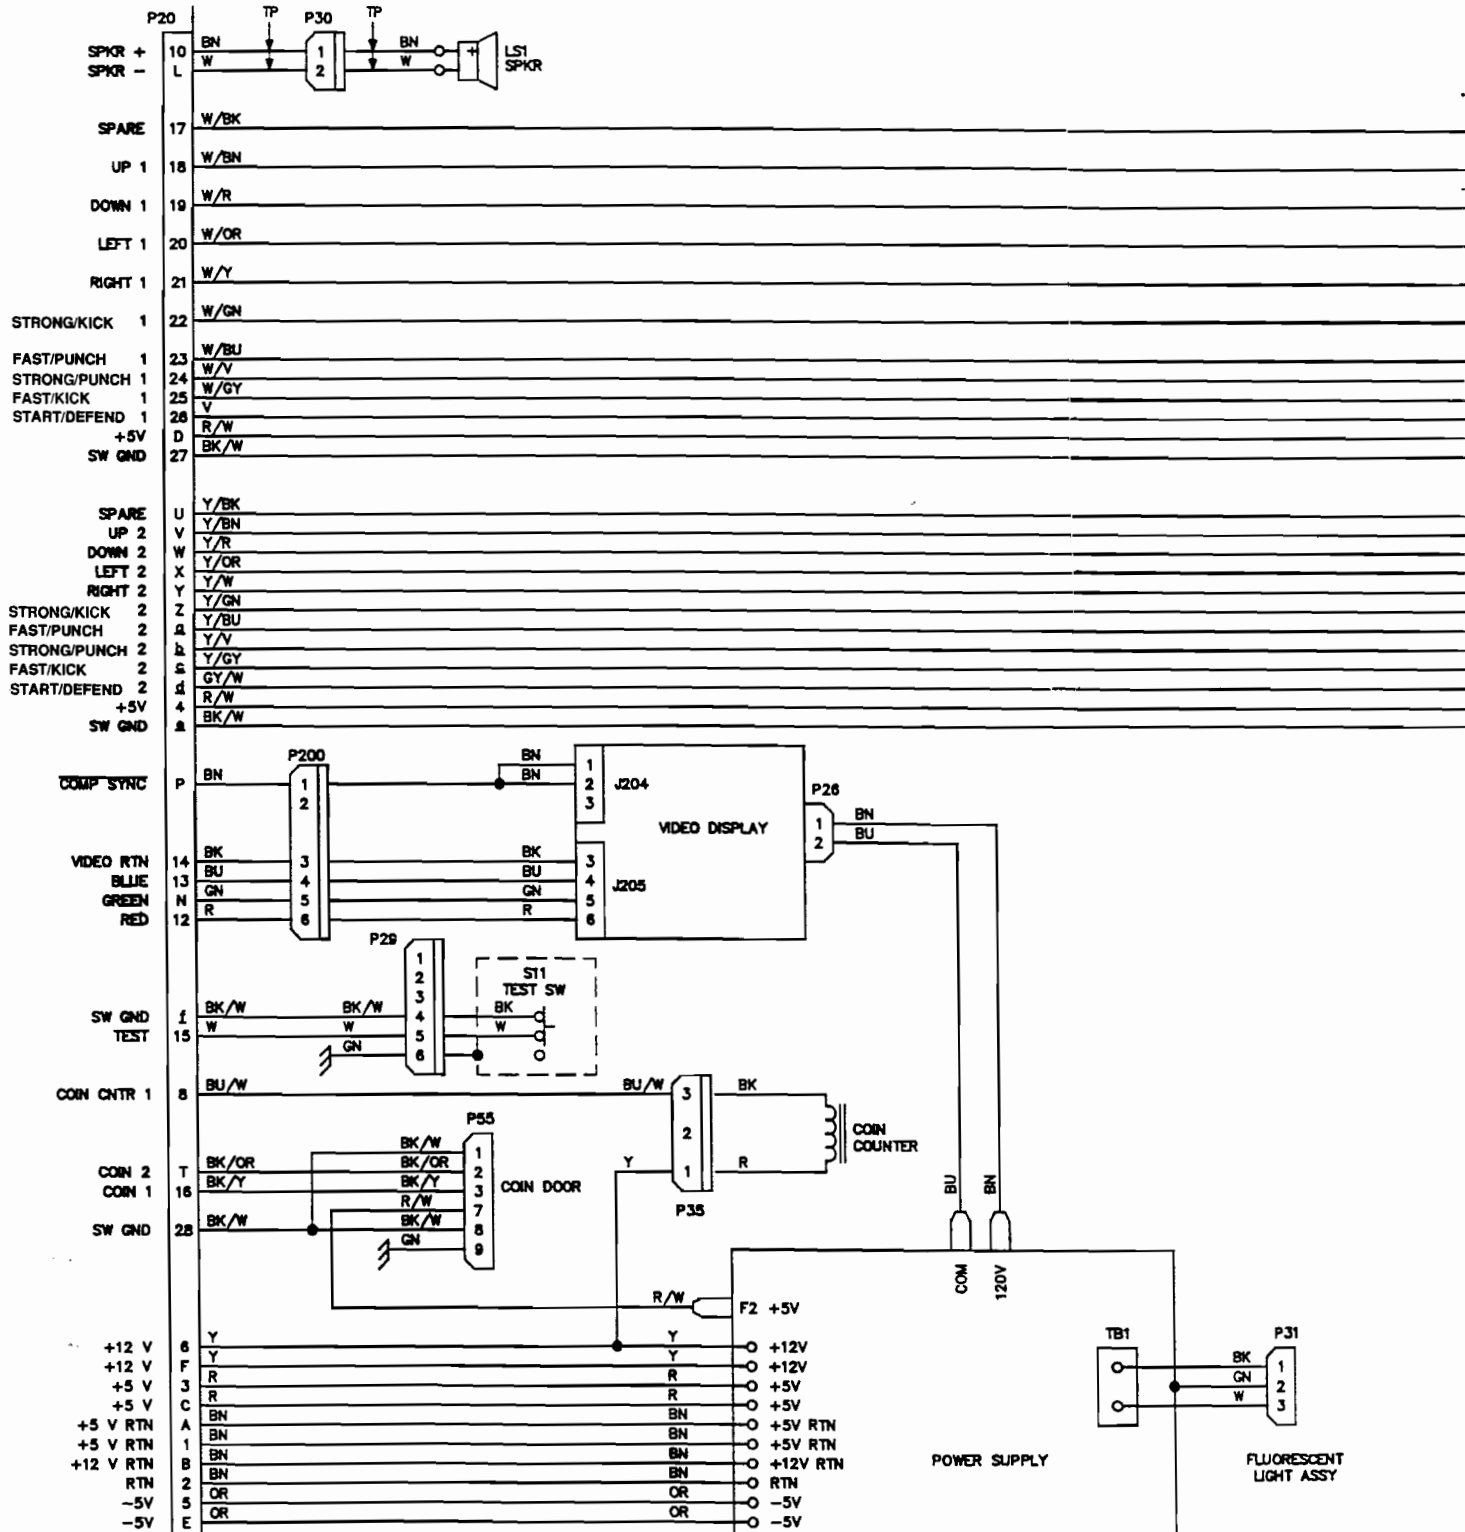 P20 TP P30 TP
SPKR + 10 BN 1 BN + LS1
SPKR - L W 2 W SPKR
SPARE 17 W/BK
UP 1 18 W/BN
DOWN 1 19 W/R
LEFT 1 20 W/OR
RIGHT 1 21 W/Y
STRONG/KICK 1 22 W/GN
FAST/PUNCH 1 23 W/BU
STRONG/PUNCH 1 24 W/V
FAST/KICK 1 25 W/GY
START/DEFEND 1 26 V
+5V D R/W
SW GND 27 BK/W
SPARE U Y/BK
UP 2 V Y/BN
DOWN 2 W Y/R
LEFT 2 X Y/OR
RIGHT 2 Y Y/W
STRONG/KICK 2 Z Y/GN
FAST/PUNCH 2 a Y/BU
STRONG/PUNCH 2 b Y/V
FAST/KICK 2 c Y/GY
START/DEFEND 2 d GY/W
+5V 4 R/W
SW GND e BK/W
P200 BN 1
COMP SYNC P BN 1 BN 2 J204
2 3 P26
VIDEO DISPLAY 1 BN
2 BU
VIDEO RTN 14 BK 3 BK 3
BLUE 13 BU 4 BU 4 J205
GREEN N GN 5 GN 5
RED 12 R 6 R 6
P29
1
2 S11
3 TEST SW
SW GND f BK/W BK/W 4 BK
TEST 15 W W 5 W
GN 6
COIN CNTR 1 8 BU/W BU/W 3 BK
P55 2 COIN
BK/W 1 COUNTER
COIN 2 T BK/OR BK/OR 2 Y 1 R
COIN 1 16 BK/Y BK/Y 3 COIN DOOR BU BN
R/W 7 P35
SW GND 28 BK/W BK/W 8
GN 9
COM 120V
R/W F2 +5V
TB1 P31
+12 V 6 Y Y +12V
+12 V F Y Y +12V BK 1
+5 V 3 R R +5V GN 2
+5 V C R R +5V W 3
+5 V RTN A BN BN +5V RTN
+5 V RTN 1 BN BN +5V RTN
+12 V RTN B BN BN +12V RTN POWER SUPPLY FLUORESCENT
RTN 2 BN BN RTN LIGHT ASSY
-5V 5 OR OR -5V
-5V E OR OR -5V